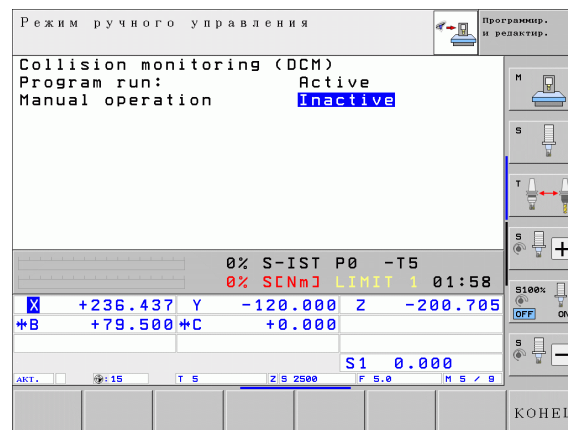 Режим ручного управления
Программир.
и редактир.
Collision monitoring (DCM)
Program run: Active
Manual operation Inactive
M
S
T
S
+
S100%
OFF ON
S
−
0% S-IST P0 -T5
0% S[Nm] LIMIT 1 01:58
X +236.437 Y -120.000 Z -200.705
B +79.500 C +0.000
S1 0.000
АКТ. : 15 T 5 Z S 2500 F 5.0 M 5 / 9